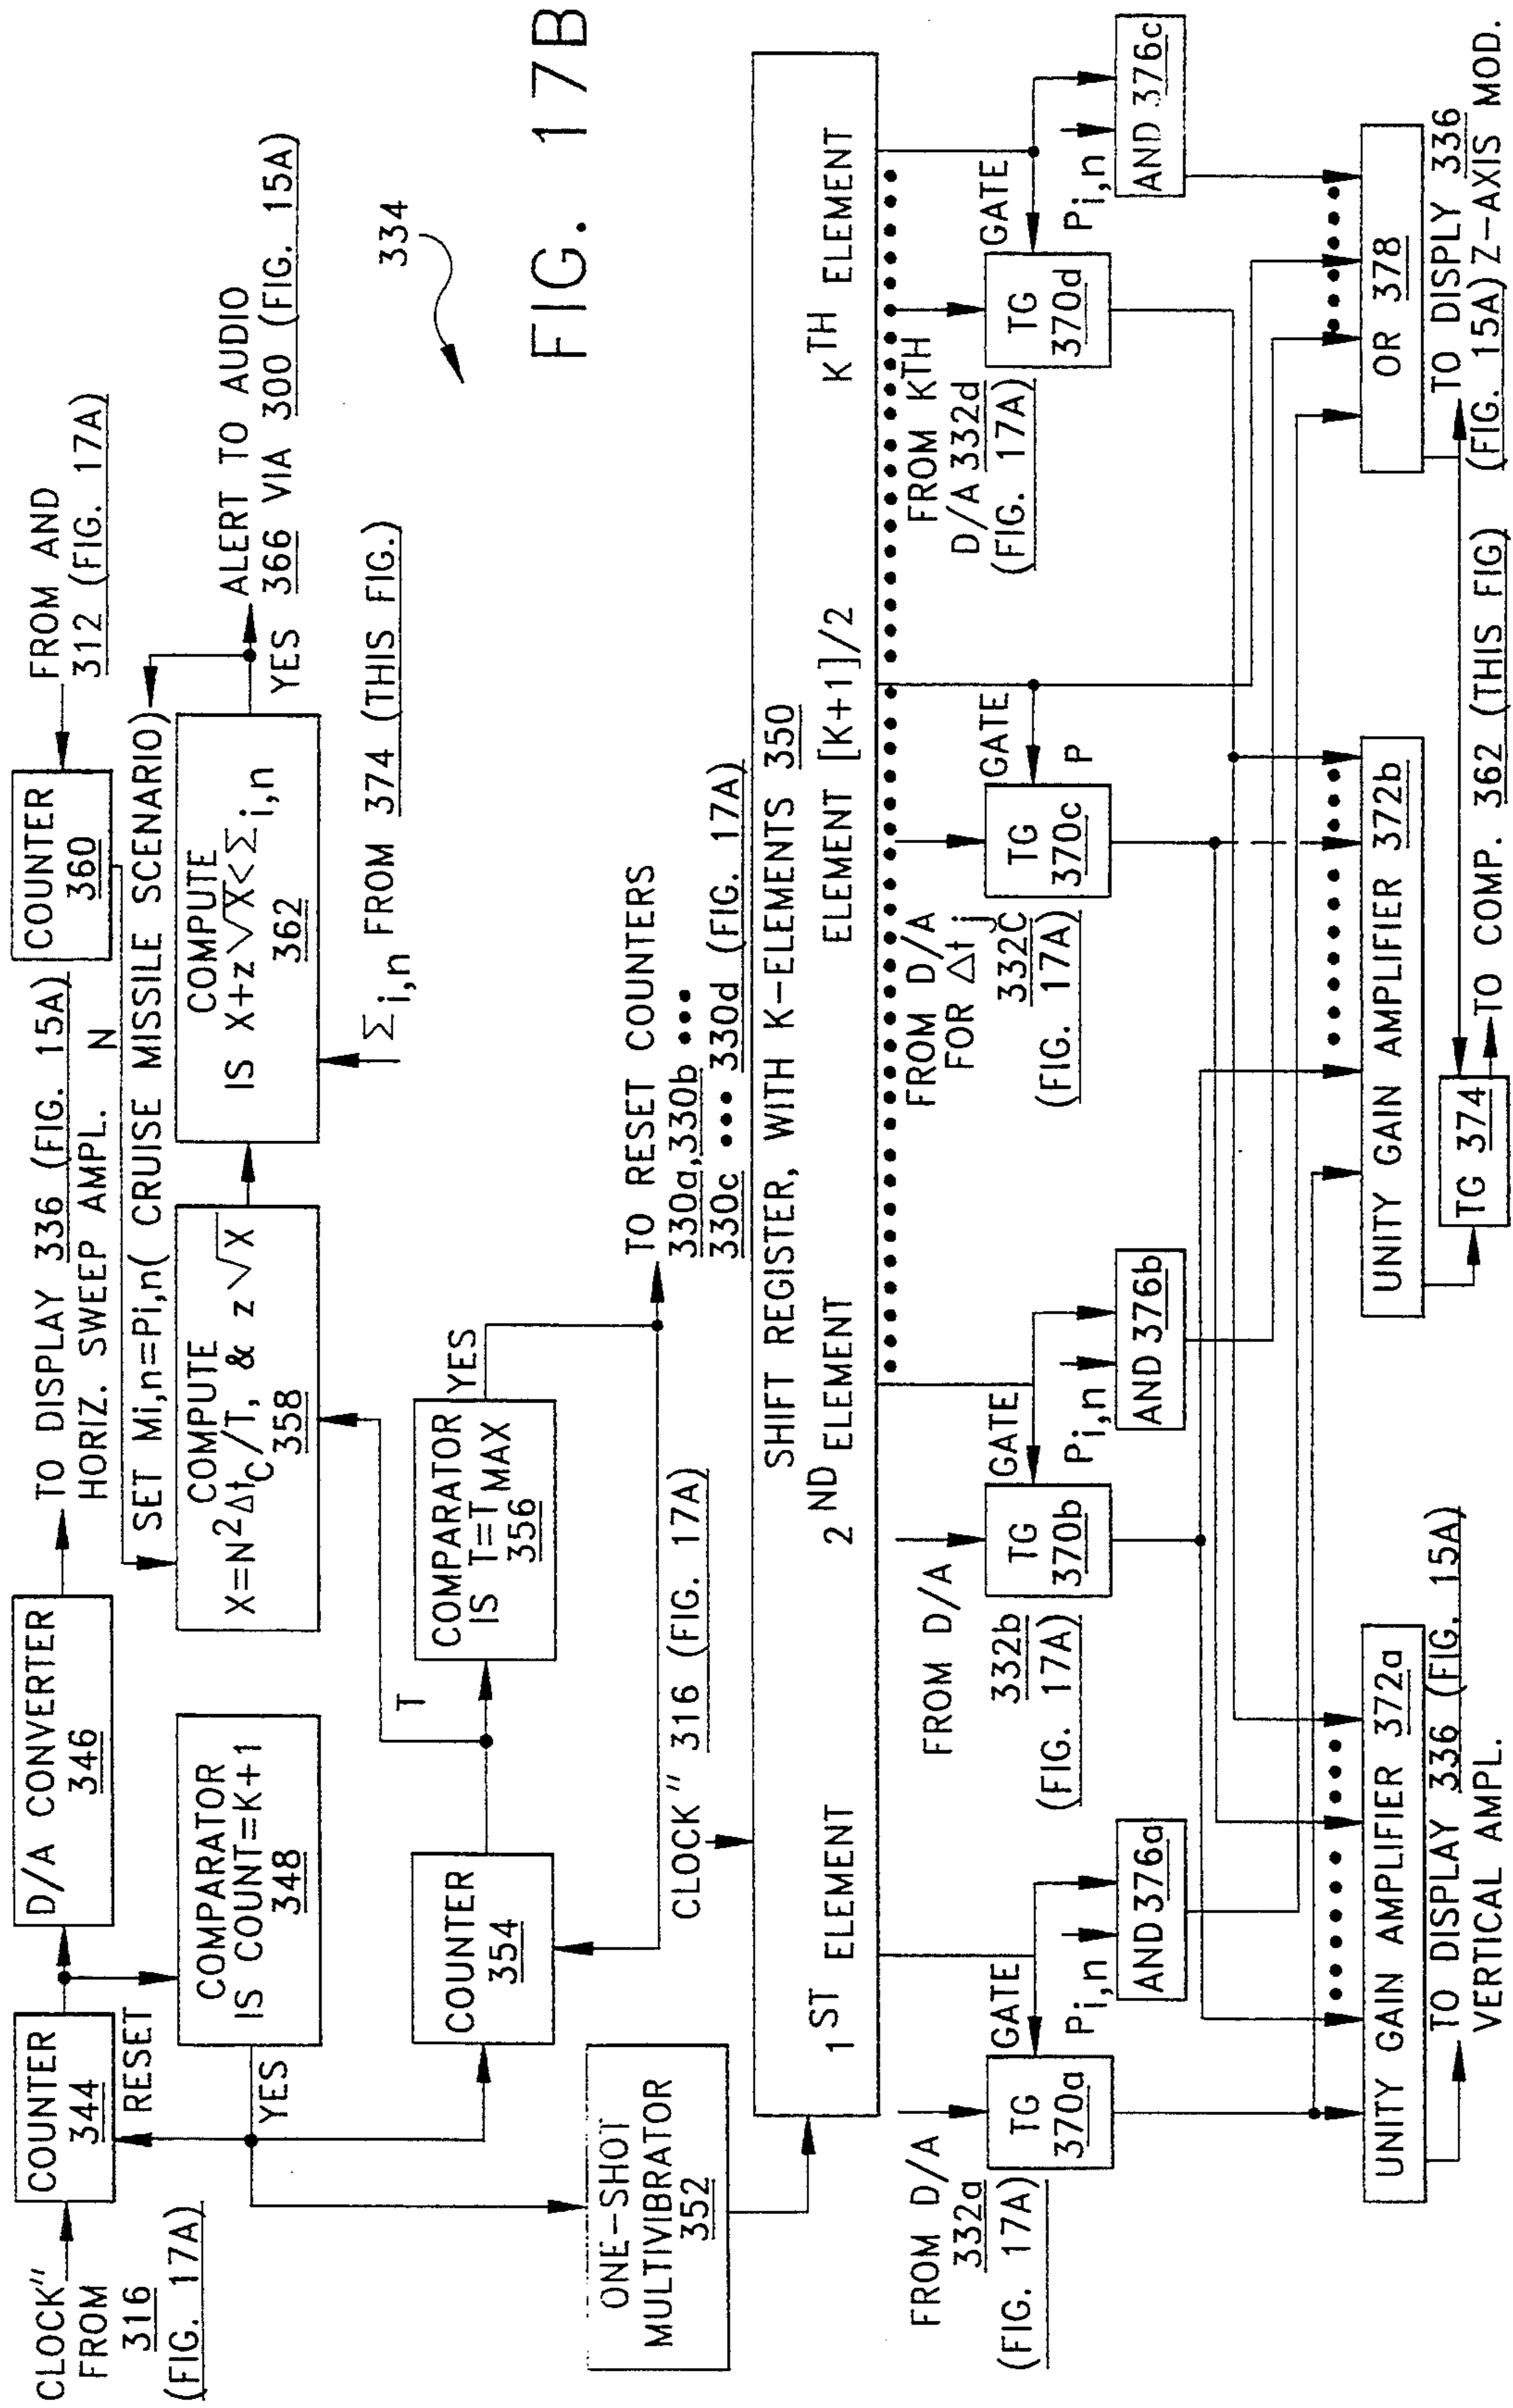 CLOCK"
FROM
316
(FIG. 17A)
COUNTER
344
RESET
D/A CONVERTER
346
TO DISPLAY 336 (FIG. 15A)
HORIZ. SWEEP AMPL.
N
COUNTER
360
FROM AND
312 (FIG. 17A)
COMPARATOR
IS COUNT=K+1
348
YES
SET Mi,n=Pi,n( CRUISE MISSILE SCENARIO)
COMPUTE
X=N²Δtc/T, & z√X
358
COMPUTE
IS X+z√X<Σi,n
362
YES
ALERT TO AUDIO
366 VIA 300 (FIG. 15A)
Σi,n FROM 374 (THIS FIG.)
334
COUNTER
354
T
COMPARATOR
IS T=TMAX
356
YES
TO RESET COUNTERS
330a,330b •••
330c ••• 330d (FIG. 17A)
FIG. 17B
ONE-SHOT
MULTIVIBRATOR
352
CLOCK" 316 (FIG. 17A)
SHIFT REGISTER, WITH K-ELEMENTS 350
1ST ELEMENT
2ND ELEMENT
ELEMENT [K+1]/2
KTH ELEMENT
FROM D/A
332a
(FIG. 17A)
TG
370a
GATE
Pi,n
AND 376a
FROM D/A
332b
(FIG. 17A)
TG
370b
GATE
Pi,n
AND 376b
FROM D/A
FOR Δt j
332C
(FIG. 17A)
TG
370c
GATE
P
FROM KTH
D/A 332d
(FIG. 17A)
TG
370d
GATE
Pi,n
AND 376c
UNITY GAIN AMPLIFIER 372a
TO DISPLAY 336 (FIG. 15A)
VERTICAL AMPL.
UNITY GAIN AMPLIFIER 372b
TG 374
TO COMP. 362 (THIS FIG)
OR 378
TO DISPLY 336
(FIG. 15A) Z-AXIS MOD.